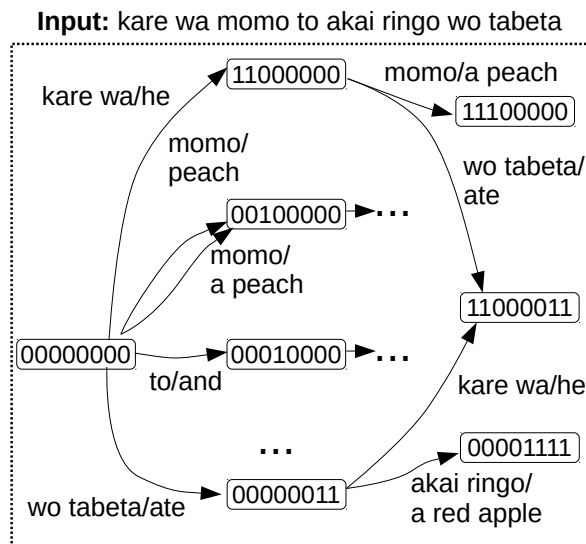 Input: kare wa momo to akai ringo wo tabeta
11000000
momo/a peach
kare wa/he
11100000
momo/
peach
wo tabeta/
ate
00100000
...
momo/
a peach
11000011
00000000
00010000
...
to/and
kare wa/he
...
00001111
wo tabeta/ate
00000011
akai ringo/
a red apple